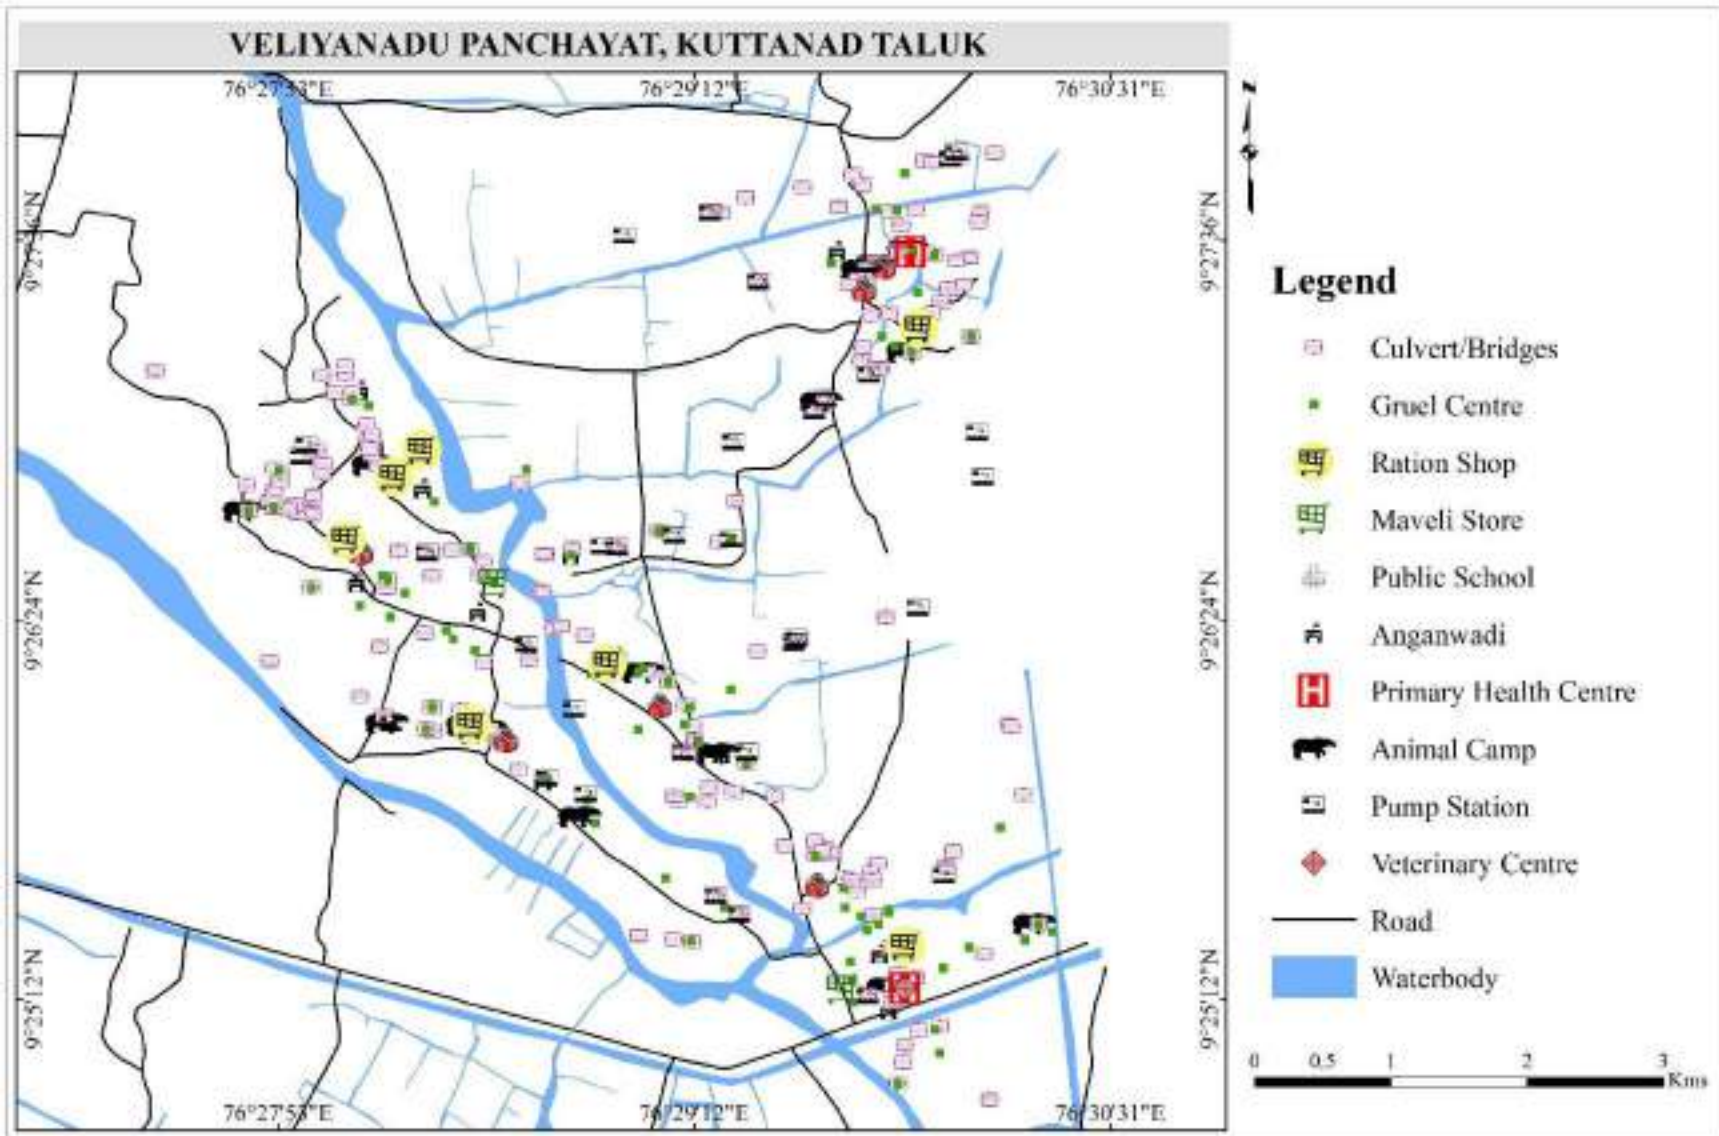 VELIYANADU PANCHAYAT, KUTTANAD TALUK
76°27'53"E
76°29'12"E
76°30'31"E
9°27'36"N
9°27'36"N
9°26'24"N
9°26'24"N
9°25'12"N
9°25'12"N
76°27'53"E
76°29'12"E
76°30'31"E
Legend
Culvert/Bridges
Gruel Centre
Ration Shop
Maveli Store
Public School
Anganwadi
H Primary Health Centre
Animal Camp
Pump Station
Veterinary Centre
Road
Waterbody
0 0.5 1 2 3
Kms